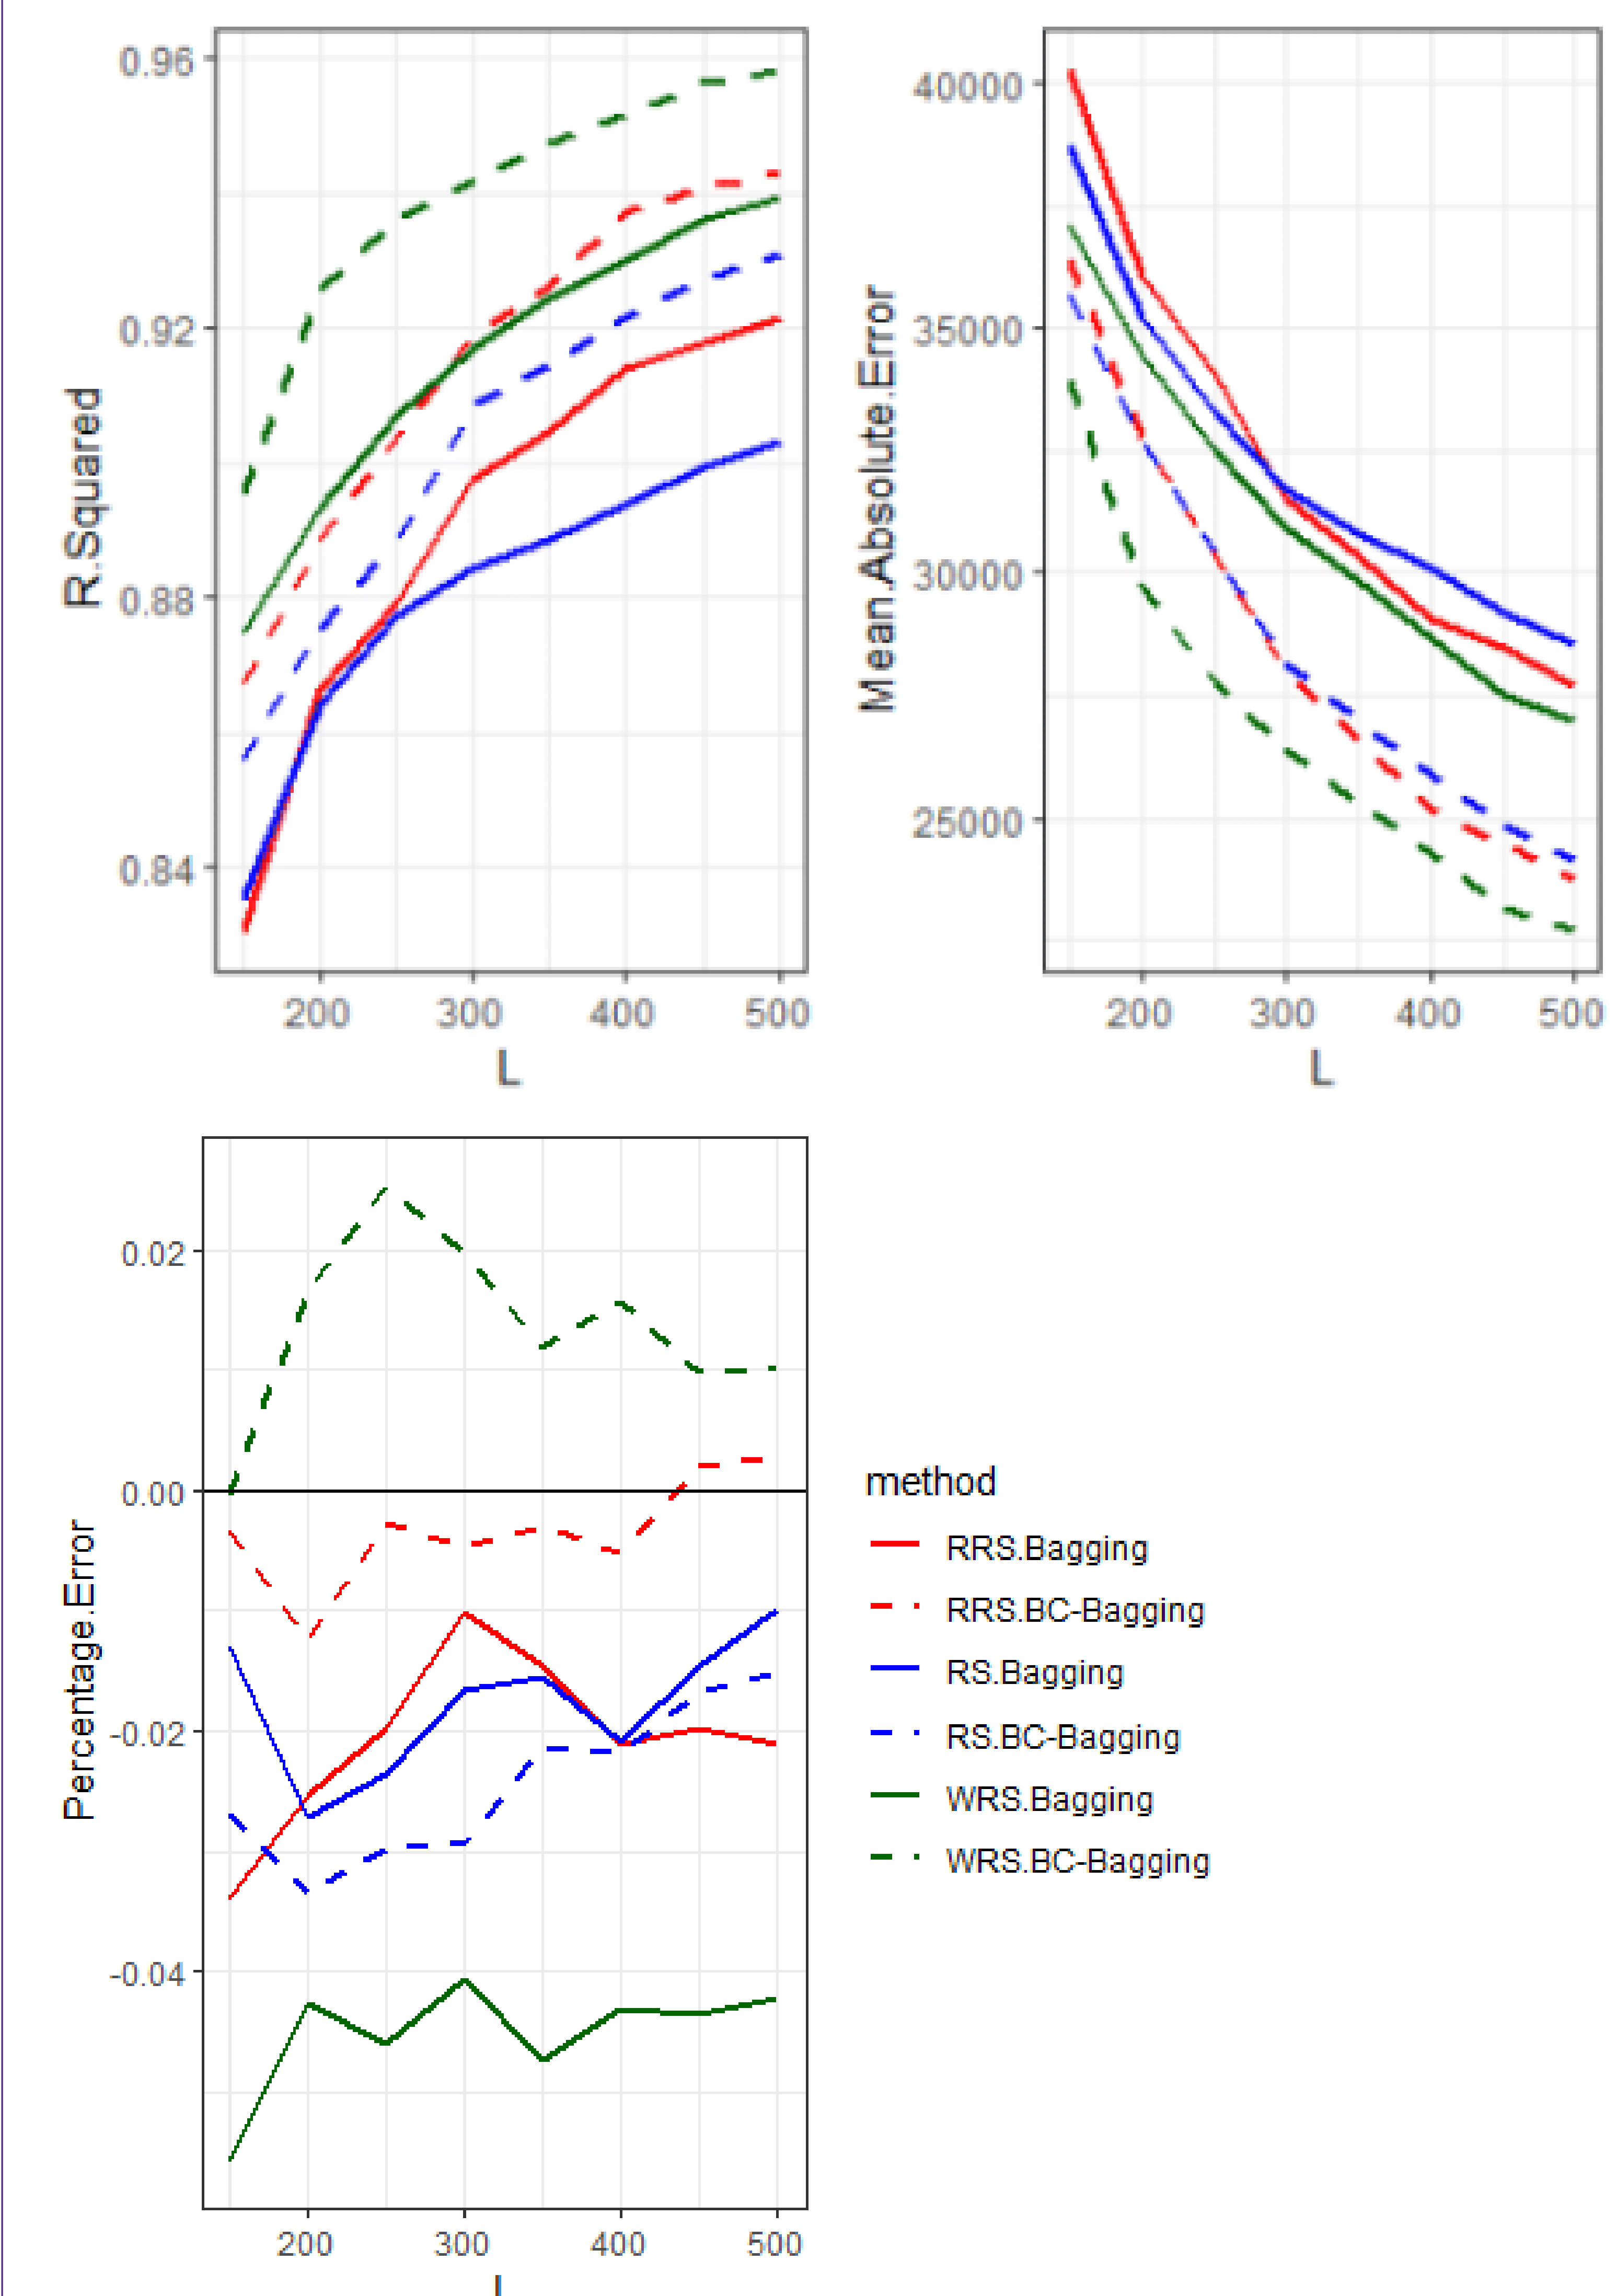 0.96
0.92
0.88
0.84
R.Squared
200 300 400 500
L
40000
35000
30000
25000
Mean.Absolute.Error
200 300 400 500
L
0.02
0.00
-0.02
-0.04
Percentage.Error
200 300 400 500
L
method
RRS.Bagging
RRS.BC-Bagging
RS.Bagging
RS.BC-Bagging
WRS.Bagging
WRS.BC-Bagging